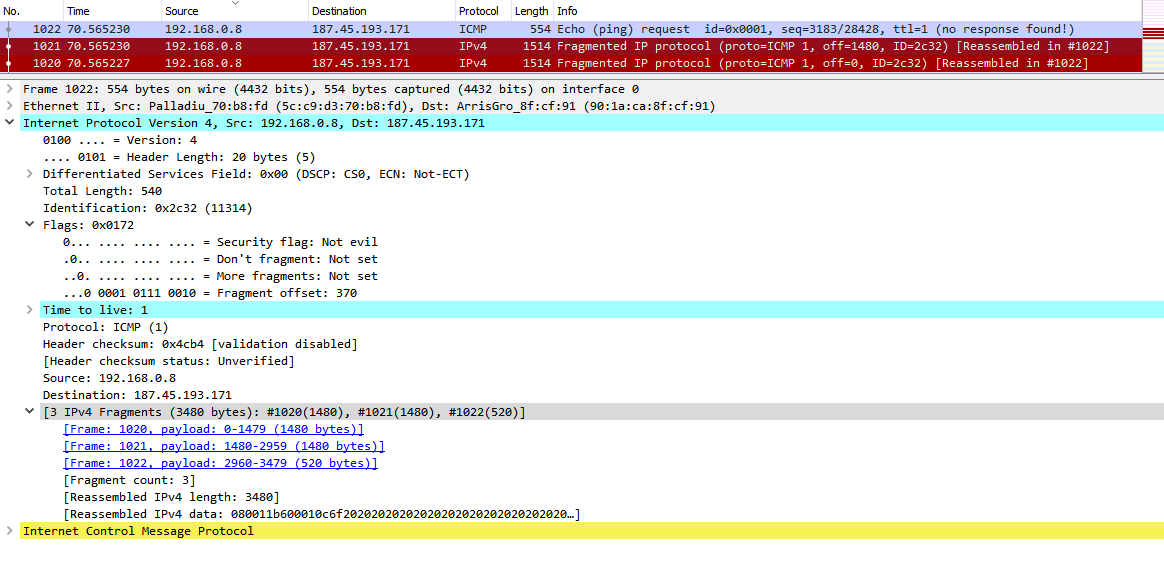 No. Time Source Destination Protocol Length Info
1022 70.565230 192.168.0.8 187.45.193.171 ICMP 554 Echo (ping) request id=0x0001, seq=3183/28428, ttl=1 (no response found!)
1021 70.565230 192.168.0.8 187.45.193.171 IPv4 1514 Fragmented IP protocol (proto=ICMP 1, off=1480, ID=2c32) [Reassembled in #1022]
1020 70.565227 192.168.0.8 187.45.193.171 IPv4 1514 Fragmented IP protocol (proto=ICMP 1, off=0, ID=2c32) [Reassembled in #1022]
Frame 1022: 554 bytes on wire (4432 bits), 554 bytes captured (4432 bits) on interface 0
Ethernet II, Src: Palladiu_70:b8:fd (5c:c9:d3:70:b8:fd), Dst: ArrisGro_8f:cf:91 (90:1a:ca:8f:cf:91)
Internet Protocol Version 4, Src: 192.168.0.8, Dst: 187.45.193.171
0100 .... = Version: 4
.... 0101 = Header Length: 20 bytes (5)
Differentiated Services Field: 0x00 (DSCP: CS0, ECN: Not-ECT)
Total Length: 540
Identification: 0x2c32 (11314)
Flags: 0x0172
0... .... .... .... = Security flag: Not evil
.0.. .... .... .... = Don't fragment: Not set
..0. .... .... .... = More fragments: Not set
...0 0001 0111 0010 = Fragment offset: 370
Time to live: 1
Protocol: ICMP (1)
Header checksum: 0x4cb4 [validation disabled]
[Header checksum status: Unverified]
Source: 192.168.0.8
Destination: 187.45.193.171
[3 IPv4 Fragments (3480 bytes): #1020(1480), #1021(1480), #1022(520)]
[Frame: 1020, payload: 0-1479 (1480 bytes)]
[Frame: 1021, payload: 1480-2959 (1480 bytes)]
[Frame: 1022, payload: 2960-3479 (520 bytes)]
[Fragment count: 3]
[Reassembled IPv4 length: 3480]
[Reassembled IPv4 data: 080011b600010c6f20202020202020202020202020202020…]
Internet Control Message Protocol